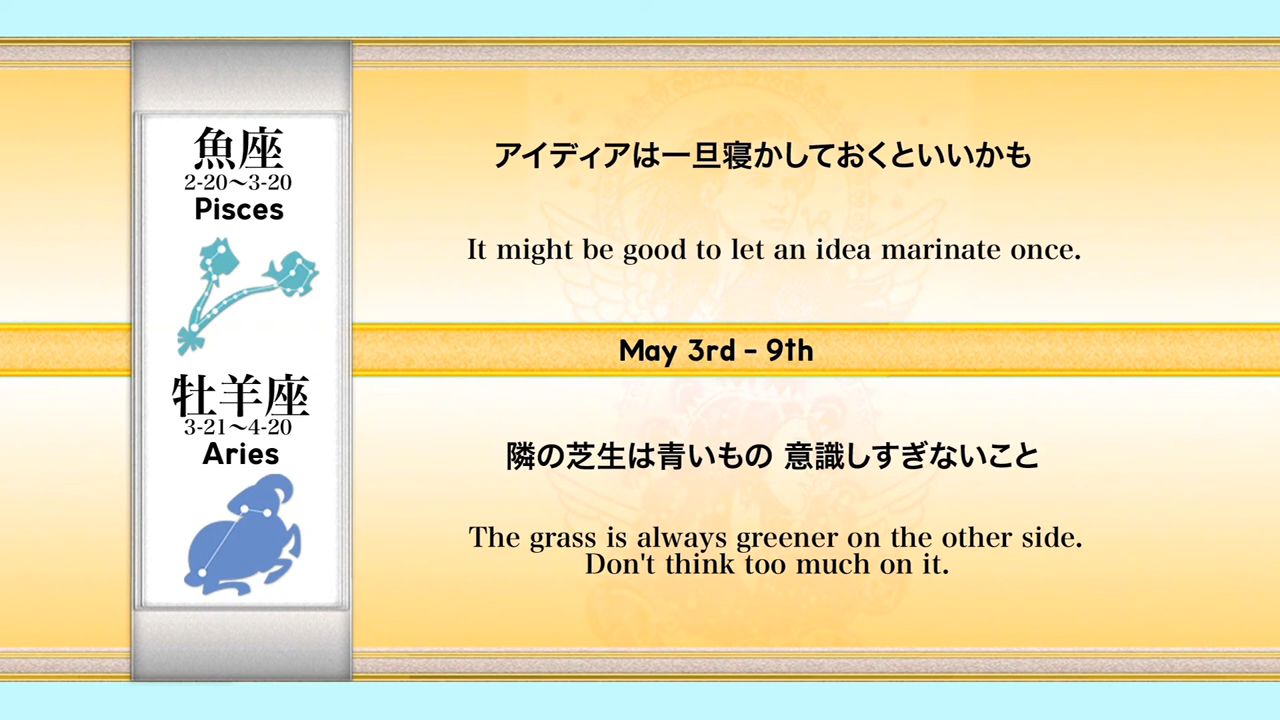 魚座
2-20〜3-20
Pisces
アイディアは一旦寝かしておくといいかも
It might be good to let an idea marinate once.
May 3rd - 9th
牡羊座
3-21〜4-20
Aries
隣の芝生は青いもの 意識しすぎないこと
The grass is always greener on the other side.
Don't think too much on it.